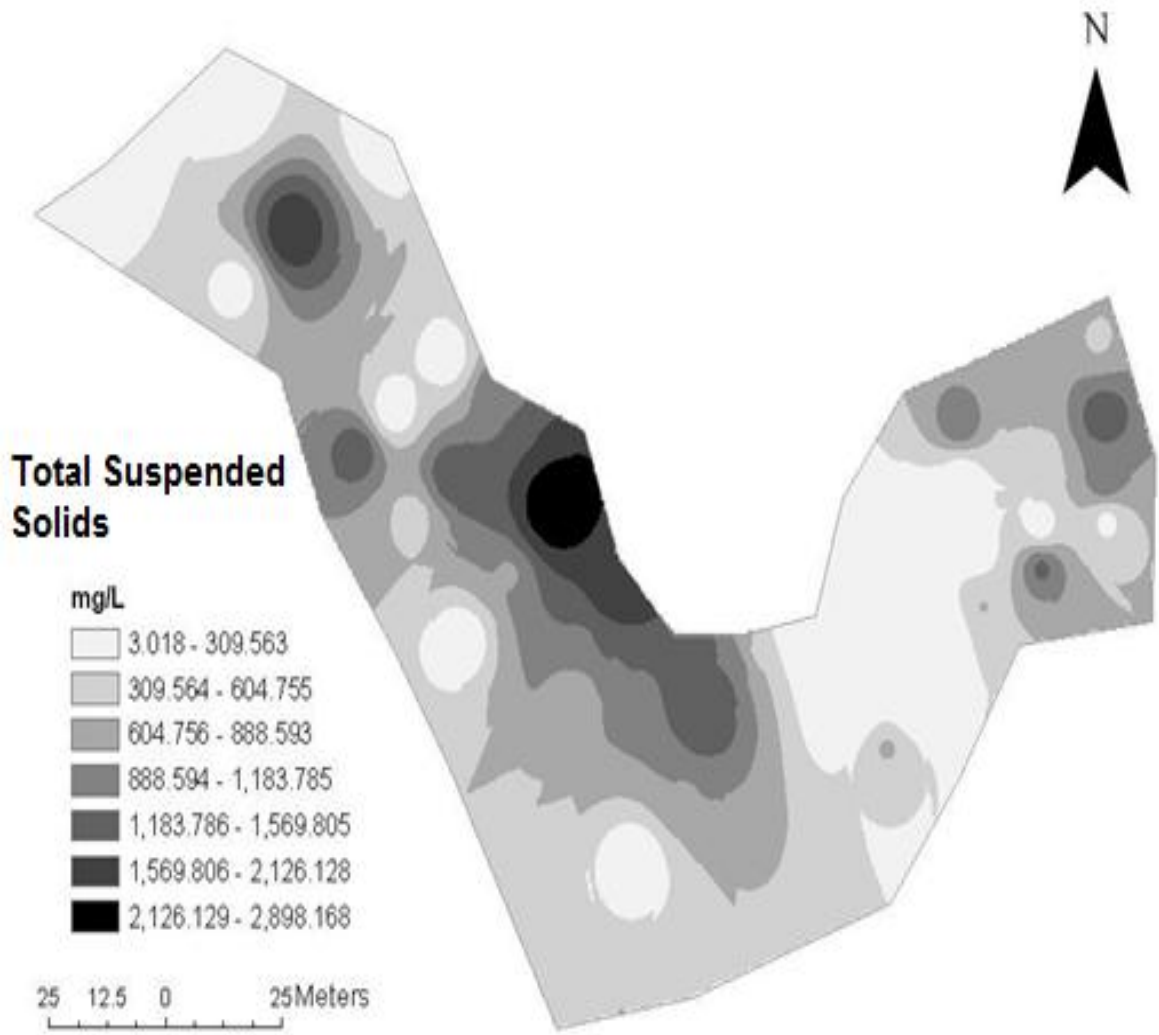 N
Total Suspended
Solids
mg/L
3.018 - 309.563
309.564 - 604.755
604.756 - 888.593
888.594 - 1,183.785
1,183.786 - 1,569.805
1,569.806 - 2,126.128
2,126.129 - 2,898.168
25 12.5 0 25 Meters